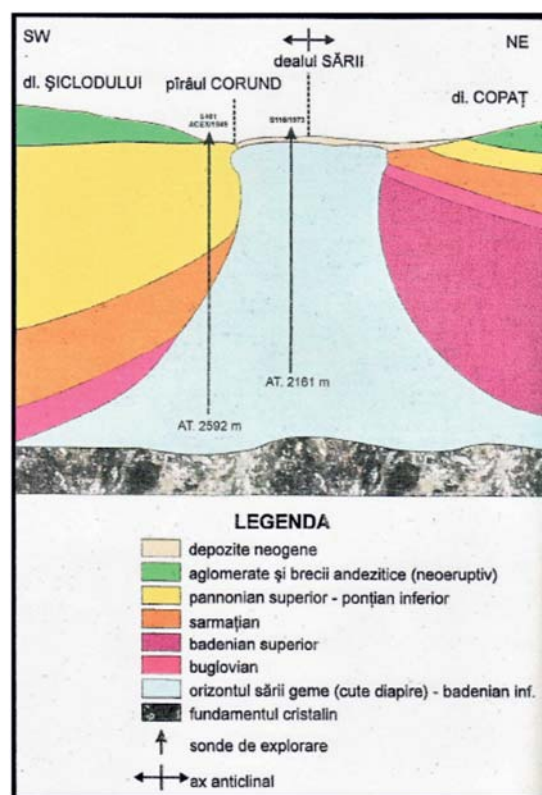 SW
NE
dealul SĂRII
dl. ŞICLODULUI
pîrâul CORUND
dl. COPAŢ
S118/1973
AT. 2161 m
AT. 2592 m
LEGENDA
depozite neogene
aglomerate şi brecii andezitice (neoeruptiv)
pannonian superior - ponţian inferior
sarmaţian
badenian superior
buglovian
orizontul sării geme (cute diapire) - badenian inf.
fundamentul cristalin
sonde de explorare
ax anticlinal